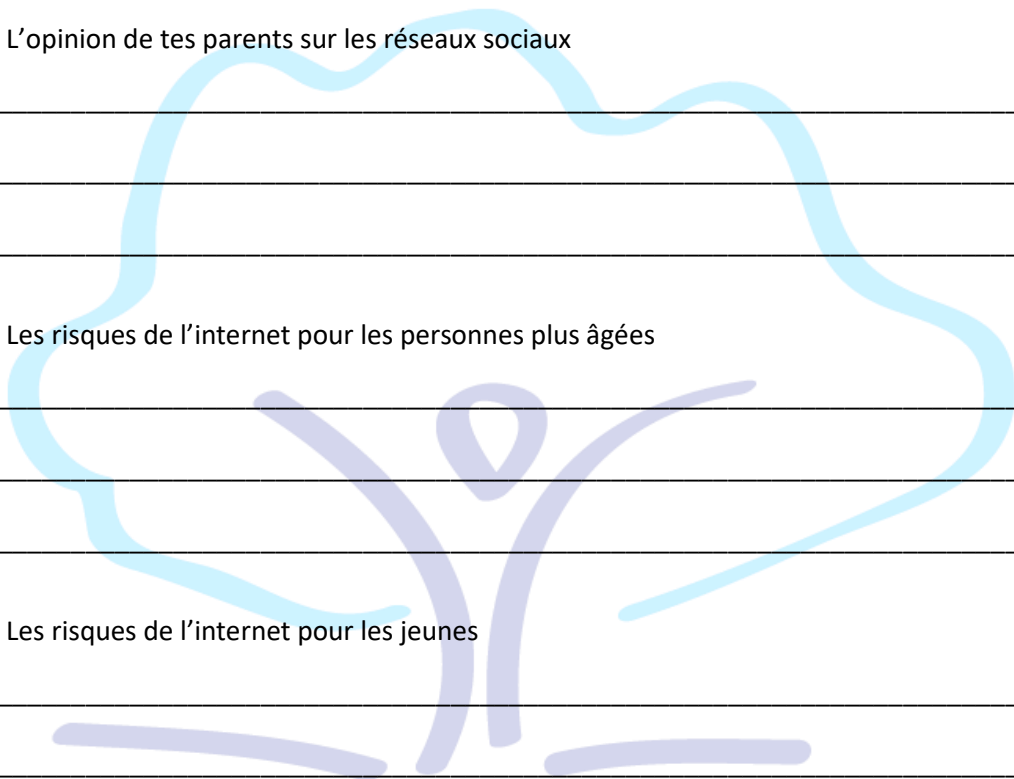 L’opinion de tes parents sur les réseaux sociaux
Les risques de l’internet pour les personnes plus âgées
Les risques de l’internet pour les jeunes